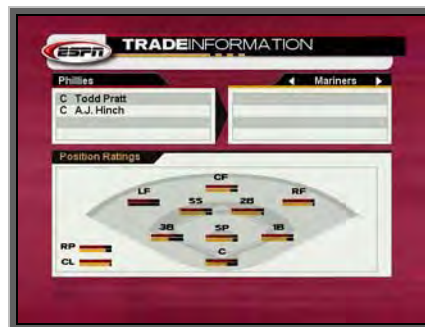 ESPN
TRADEINFORMATION
Phillies
Mariners
C Todd Pratt
C A.J. Hinch
Position Ratings
CF
LF
RF
SS
2B
3B
SP
1B
RP
C
CL